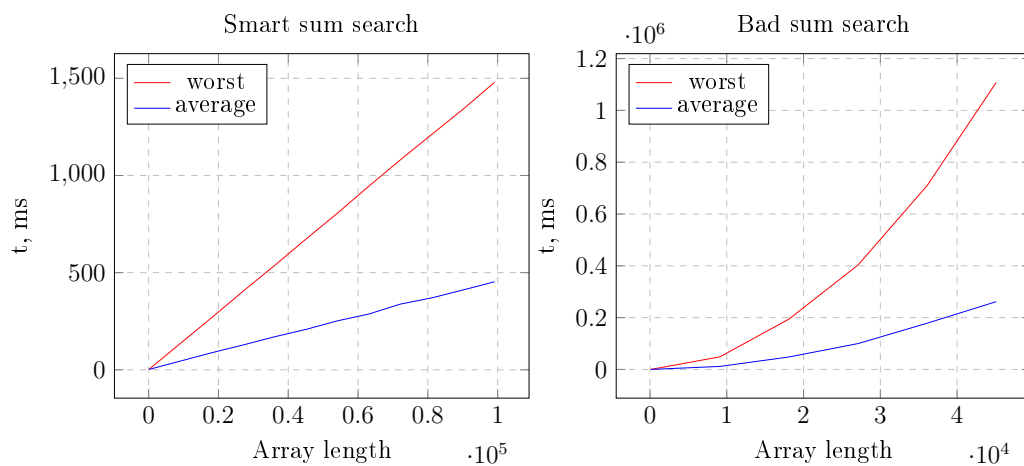 Smart sum search
t, ms
1,500
1,000
500
0
worst
average
0 0.2 0.4 0.6 0.8 1
Array length
·10^5
Bad sum search
·10^6
t, ms
1.2
1
0.8
0.6
0.4
0.2
0
worst
average
0 1 2 3 4
Array length
·10^4